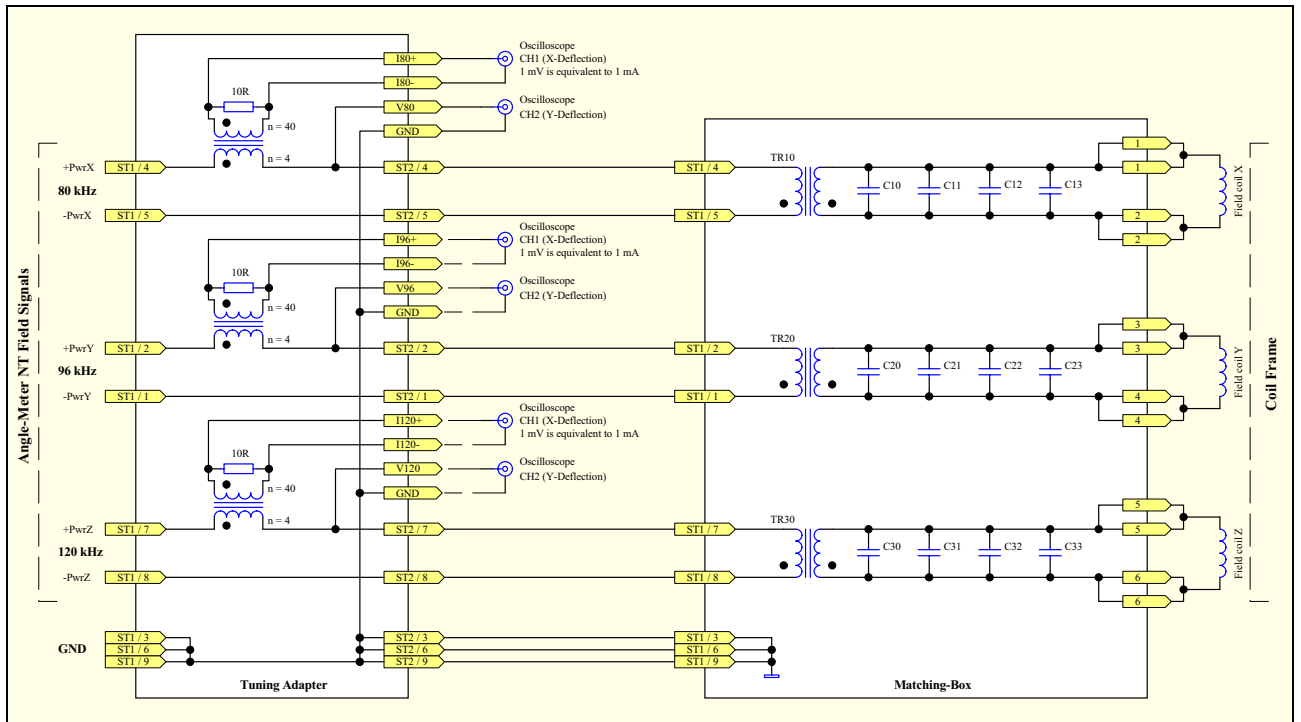 Oscilloscope
CH1 (X-Deflection)
1 mV is equivalent to 1 mA
I80+
I80-
10R
Oscilloscope
CH2 (Y-Deflection)
V80
GND
n = 40
n = 4
+PwrX
ST1 / 4
ST2 / 4
ST1 / 4
TR10
C10
C11
C12
C13
1
1
80 kHz
-PwrX
ST1 / 5
ST2 / 5
ST1 / 5
2
2
Field coil X
Oscilloscope
CH1 (X-Deflection)
1 mV is equivalent to 1 mA
I96+
I96-
10R
Oscilloscope
CH2 (Y-Deflection)
V96
GND
n = 40
n = 4
+PwrY
ST1 / 2
ST2 / 2
ST1 / 2
TR20
C20
C21
C22
C23
3
3
96 kHz
-PwrY
ST1 / 1
ST2 / 1
ST1 / 1
4
4
Field coil Y
Angle-Meter NT Field Signals
Coil Frame
Oscilloscope
CH1 (X-Deflection)
1 mV is equivalent to 1 mA
I120+
I120-
10R
Oscilloscope
CH2 (Y-Deflection)
V120
GND
n = 40
n = 4
+PwrZ
ST1 / 7
ST2 / 7
ST1 / 7
TR30
C30
C31
C32
C33
5
5
120 kHz
-PwrZ
ST1 / 8
ST2 / 8
ST1 / 8
6
6
Field coil Z
GND
ST1 / 3
ST1 / 6
ST1 / 9
ST2 / 3
ST2 / 6
ST2 / 9
ST1 / 3
ST1 / 6
ST1 / 9
Tuning Adapter
Matching-Box